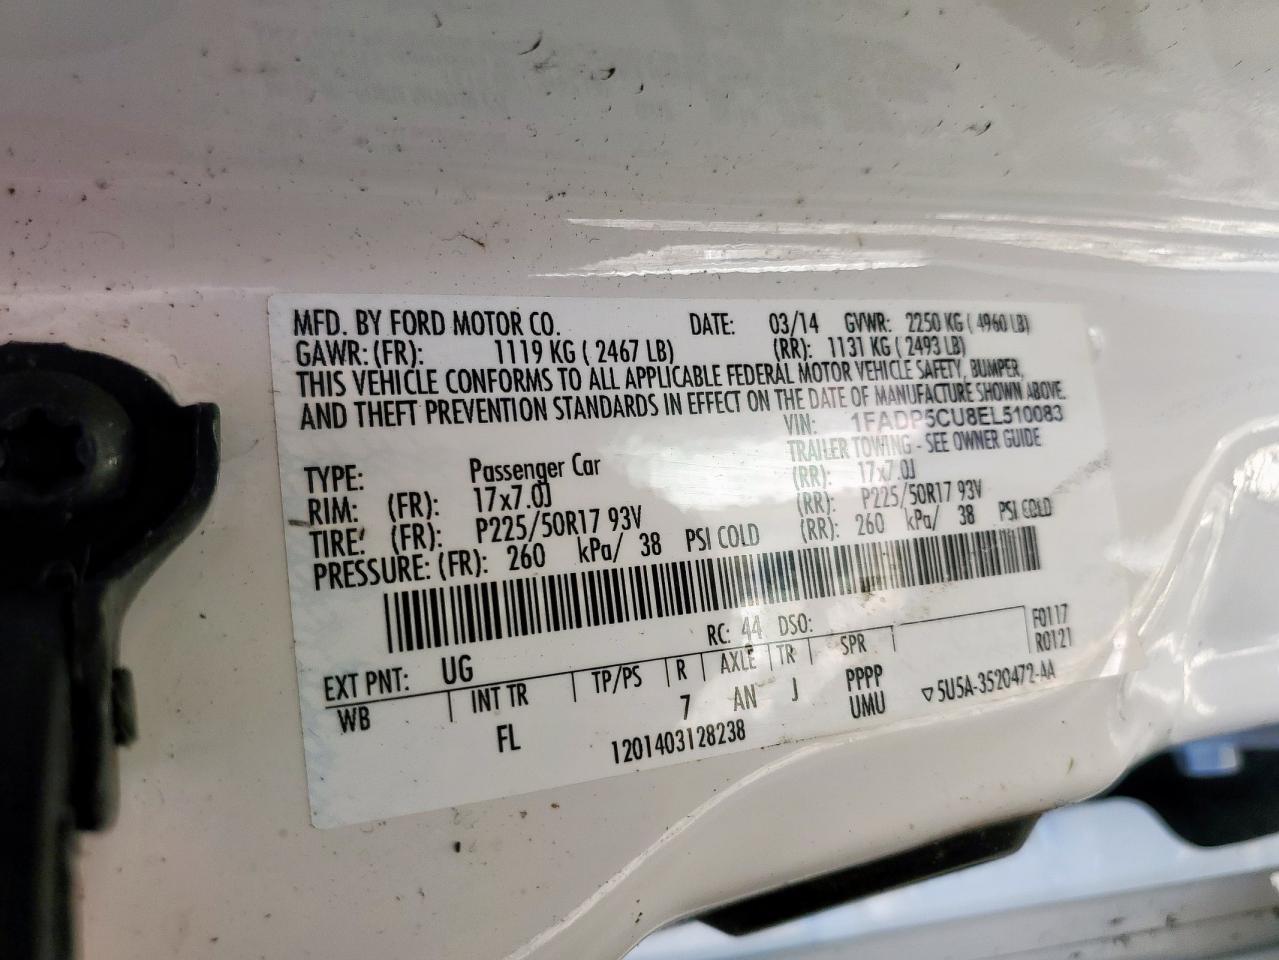 MFD. BY FORD MOTOR CO. DATE: 03/14 GVWR: 2250 KG ( 4960 LB)
GAWR: (FR): 1119 KG ( 2467 LB) (RR): 1131 KG ( 2493 LB)
THIS VEHICLE CONFORMS TO ALL APPLICABLE FEDERAL MOTOR VEHICLE SAFETY, BUMPER,
AND THEFT PREVENTION STANDARDS IN EFFECT ON THE DATE OF MANUFACTURE SHOWN ABOVE.
VIN: 1FADP5CU8EL510083
TYPE: Passenger Car TRAILER TOWING - SEE OWNER GUIDE
RIM: (FR): 17x7.0J (RR): 17x7.0J
TIRE: (FR): P225/50R17 93V (RR): P225/50R17 93V
PRESSURE: (FR): 260 kPa/ 38 PSI COLD (RR): 260 kPa/ 38 PSI COLD
RC: 44 DSO: F0117
EXT PNT: UG R0121
WB INT TR TP/PS R AXLE TR SPR
FL 7 AN J PPPP
UMU
1201403128238 ▽5U5A-3520472-AA